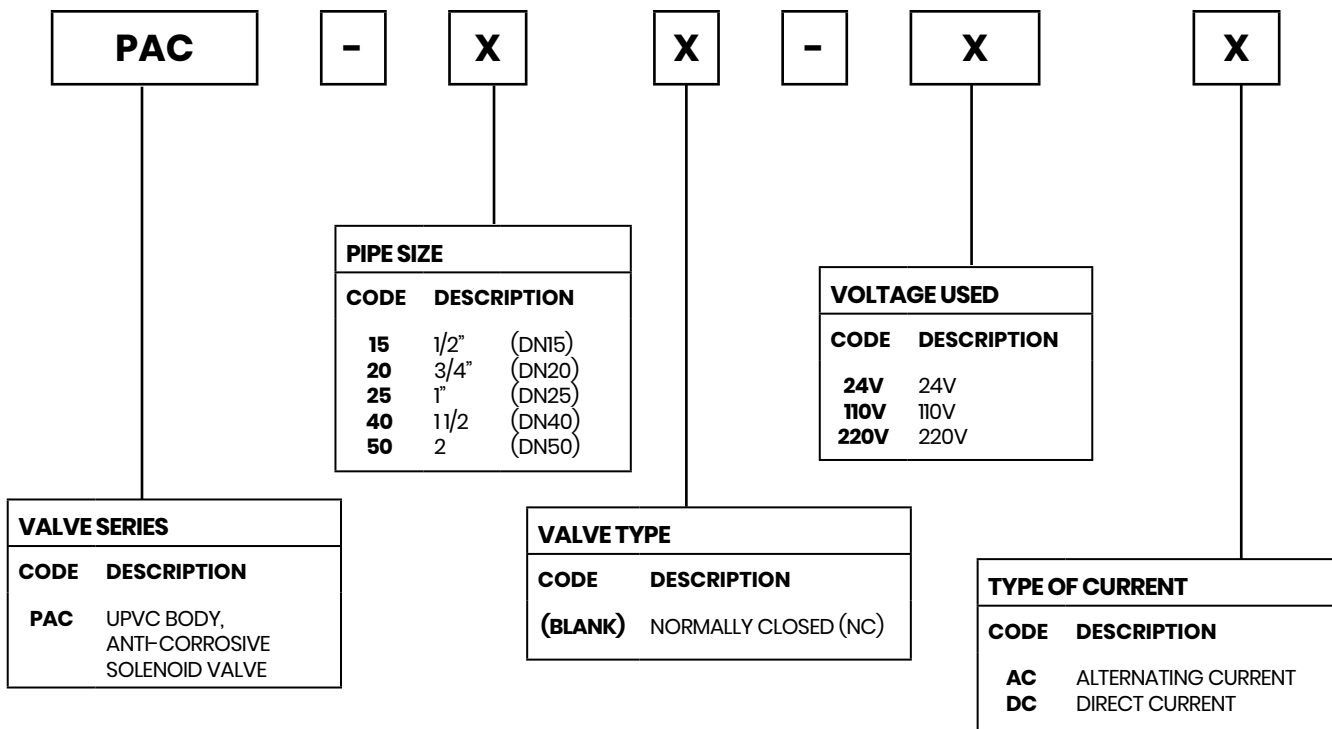 PAC - X X - X X
PIPE SIZE
CODE DESCRIPTION
15 1/2” (DN15)
20 3/4” (DN20)
25 1” (DN25)
40 1 1/2 (DN40)
50 2 (DN50)
VOLTAGE USED
CODE DESCRIPTION
24V 24V
110V 110V
220V 220V
VALVE SERIES
CODE DESCRIPTION
PAC UPVC BODY,
ANTI-CORROSIVE
SOLENOID VALVE
VALVE TYPE
CODE DESCRIPTION
(BLANK) NORMALLY CLOSED (NC)
TYPE OF CURRENT
CODE DESCRIPTION
AC ALTERNATING CURRENT
DC DIRECT CURRENT